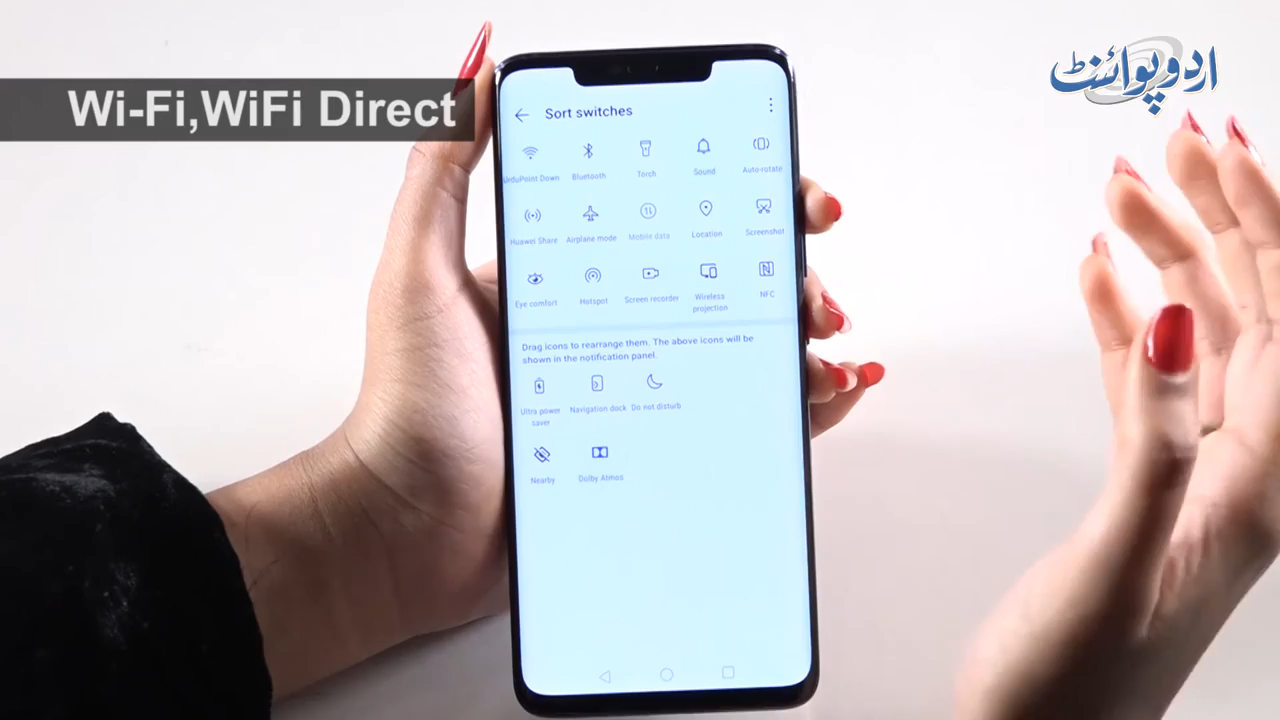 Wi-Fi,WiFi Direct
اردو پوائنٹ
Sort switches
UrduPoint Down
Bluetooth
Torch
Sound
Auto-rotate
Huawei Share
Airplane mode
Mobile data
Location
Screenshot
Eye comfort
Hotspot
Screen recorder
Wireless
projection
NFC
Drag icons to rearrange them. The above icons will be
shown in the notification panel.
Ultra power
saver
Navigation dock
Do not disturb
Nearby
Dolby Atmos